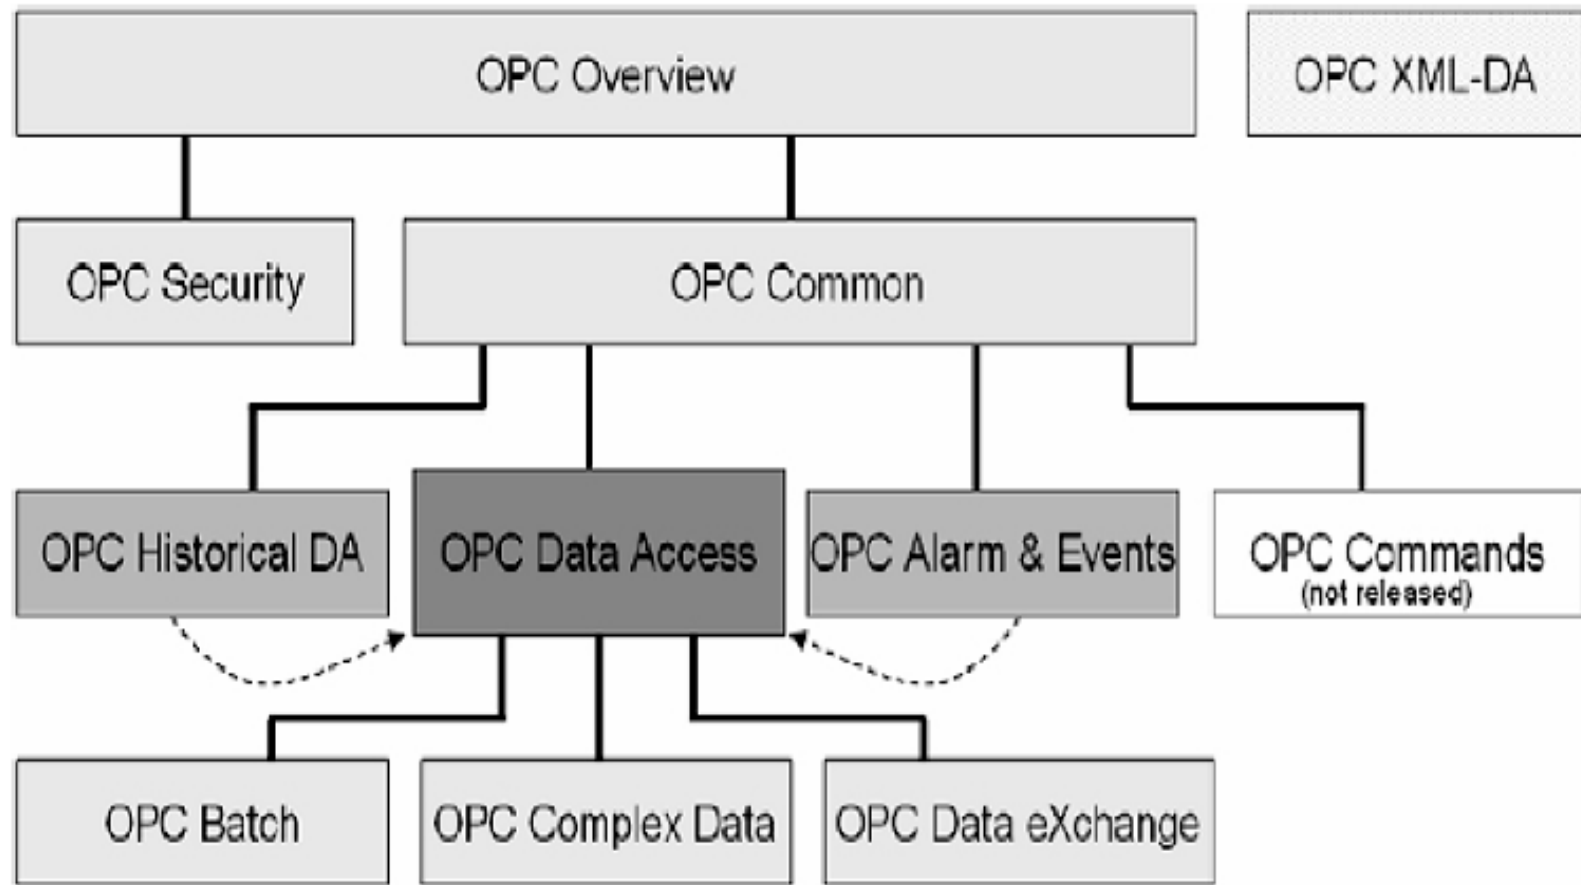 OPC Overview
OPC XML-DA
OPC Security
OPC Common
OPC Historical DA
OPC Data Access
OPC Alarm & Events
OPC Commands
(not released)
OPC Batch
OPC Complex Data
OPC Data eXchange